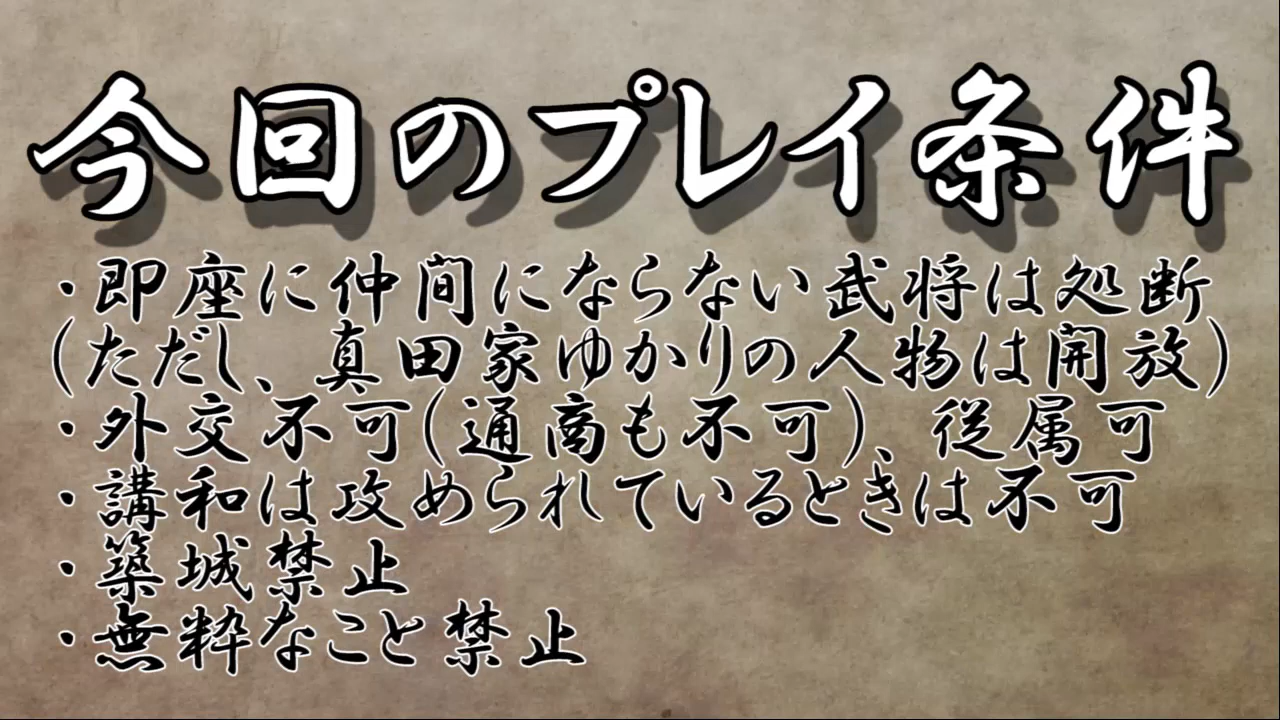 今回のプレイ条件
・即座に仲間にならない武将は処断
(ただし、真田家ゆかりの人物は開放)
・外交不可(通商も不可)、従属可
・講和は攻められているときは不可
・築城禁止
・無粋なこと禁止